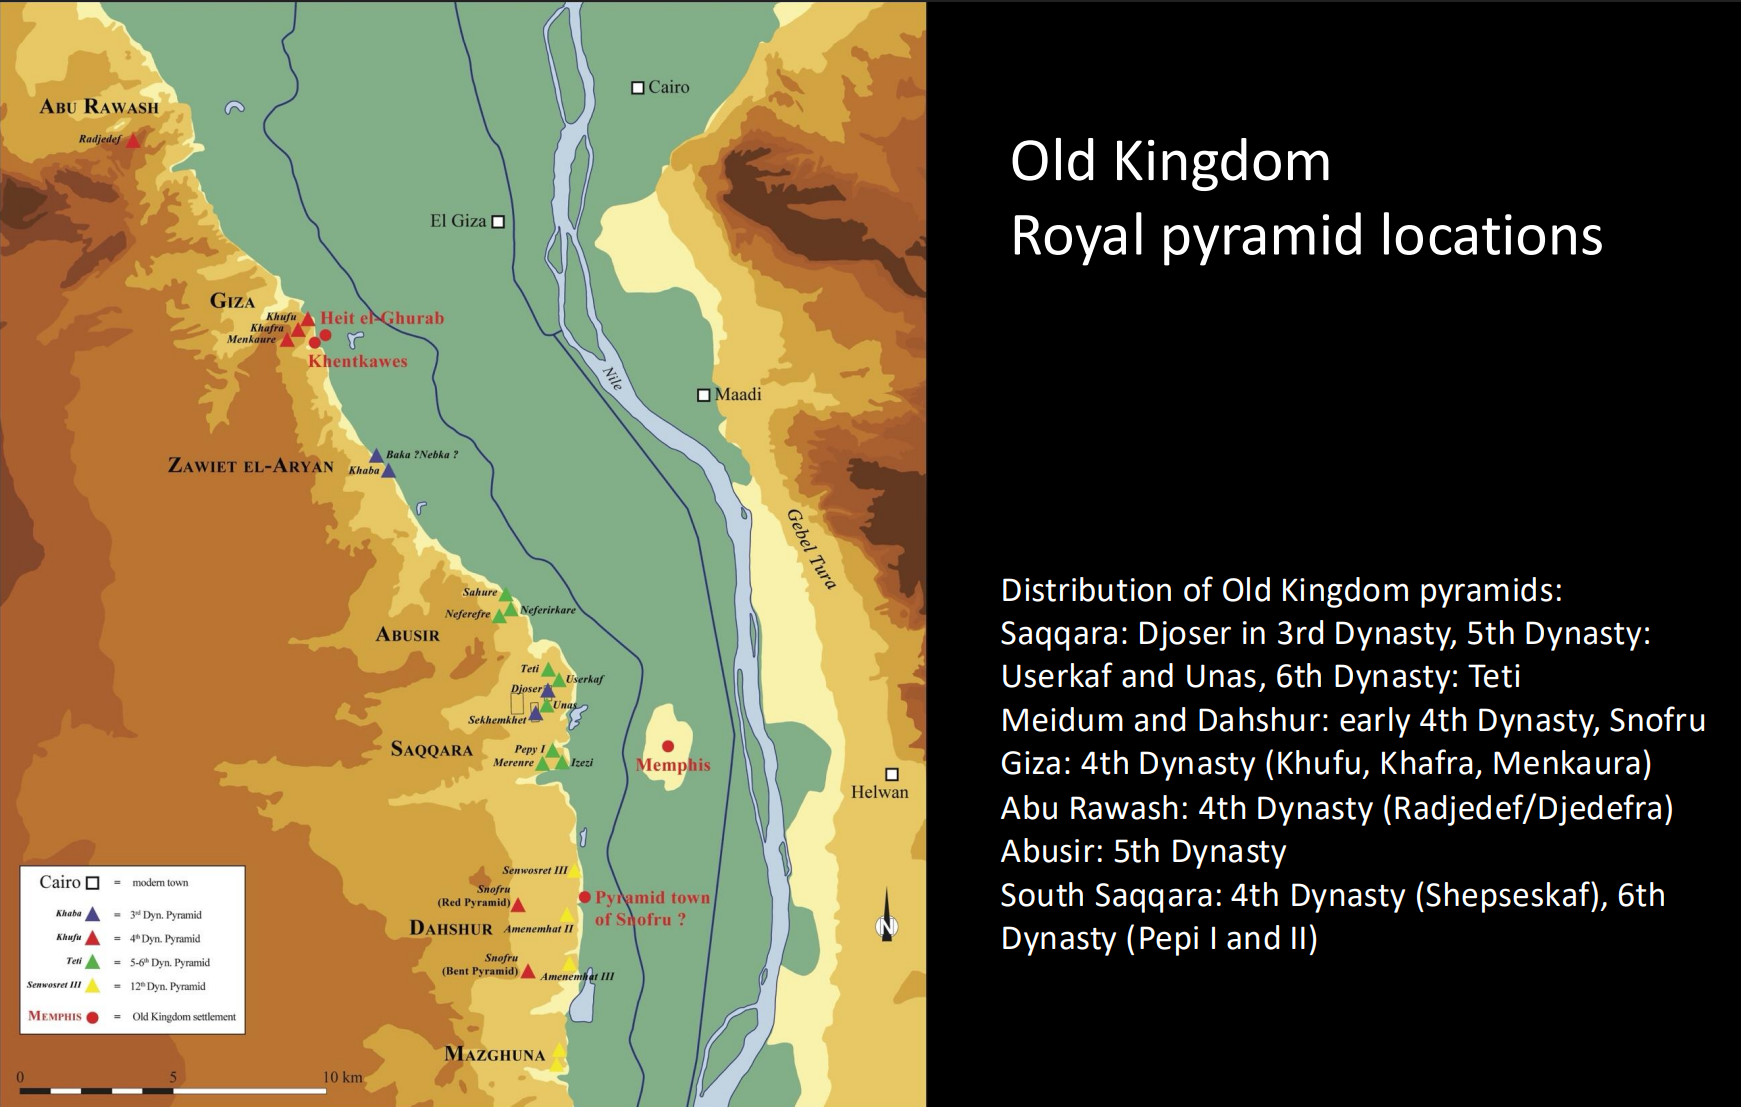 Old Kingdom
Royal pyramid locations
Distribution of Old Kingdom pyramids:
Saqqara: Djoser in 3rd Dynasty, 5th Dynasty:
Userkaf and Unas, 6th Dynasty: Teti
Meidum and Dahshur: early 4th Dynasty, Snofru
Giza: 4th Dynasty (Khufu, Khafra, Menkaura)
Abu Rawash: 4th Dynasty (Radjedef/Djedefra)
Abusir: 5th Dynasty
South Saqqara: 4th Dynasty (Shepseskaf), 6th
Dynasty (Pepi I and II)
Cairo
ABU RAWASH
Radjedef
El Giza
GIZA
Khufu
Heit el-Ghurab
Khafra
Menkaure
Khentkawes
Nile
Maadi
Baka ?Nebka ?
ZAWIET EL-ARYAN
Khaba
Gebel Tura
Sahure
Neferefre
Neferirkare
ABUSIR
Teti
Userkaf
Djoser
Unas
Sekhemkhet
SAQQARA
Pepy I
Merenre
Izezi
Memphis
Helwan
Senwosret III
Snofru
(Red Pyramid)
Pyramid town
of Snofru ?
DAHSHUR
Amenemhat II
Snofru
(Bent Pyramid)
Amenemhat III
MAZGHUNA
N
Cairo = modern town
Khaba = 3rd Dyn. Pyramid
Khufu = 4th Dyn. Pyramid
Teti = 5-6th Dyn. Pyramid
Senwosret III = 12th Dyn. Pyramid
MEMPHIS = Old Kingdom settlement
0 5 10 km